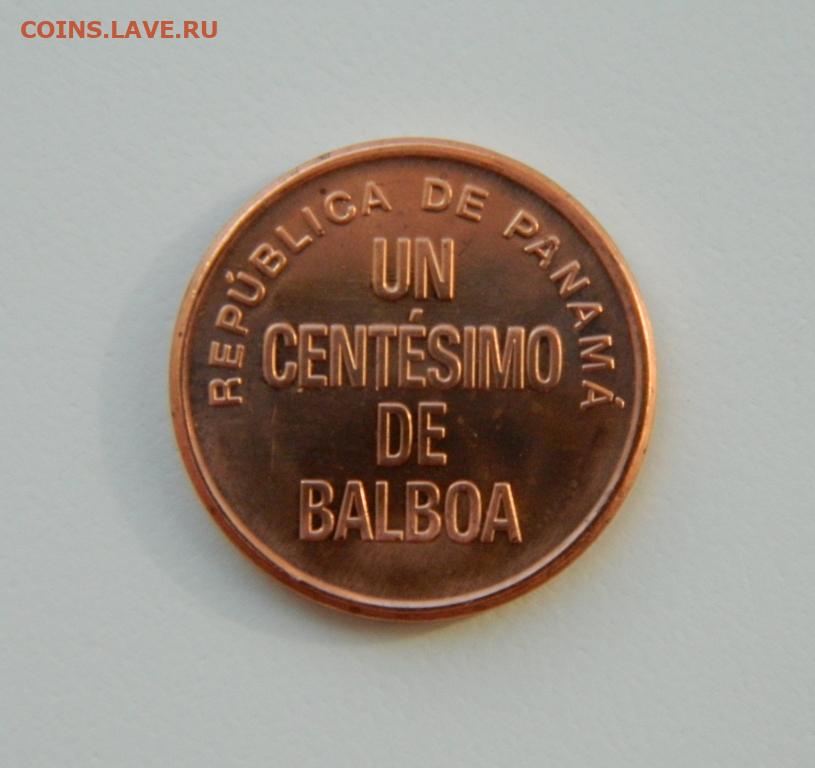 COINS.LAVE.RU
REPÚBLICA DE PANAMÁ
UN
CENTÉSIMO
DE
BALBOA